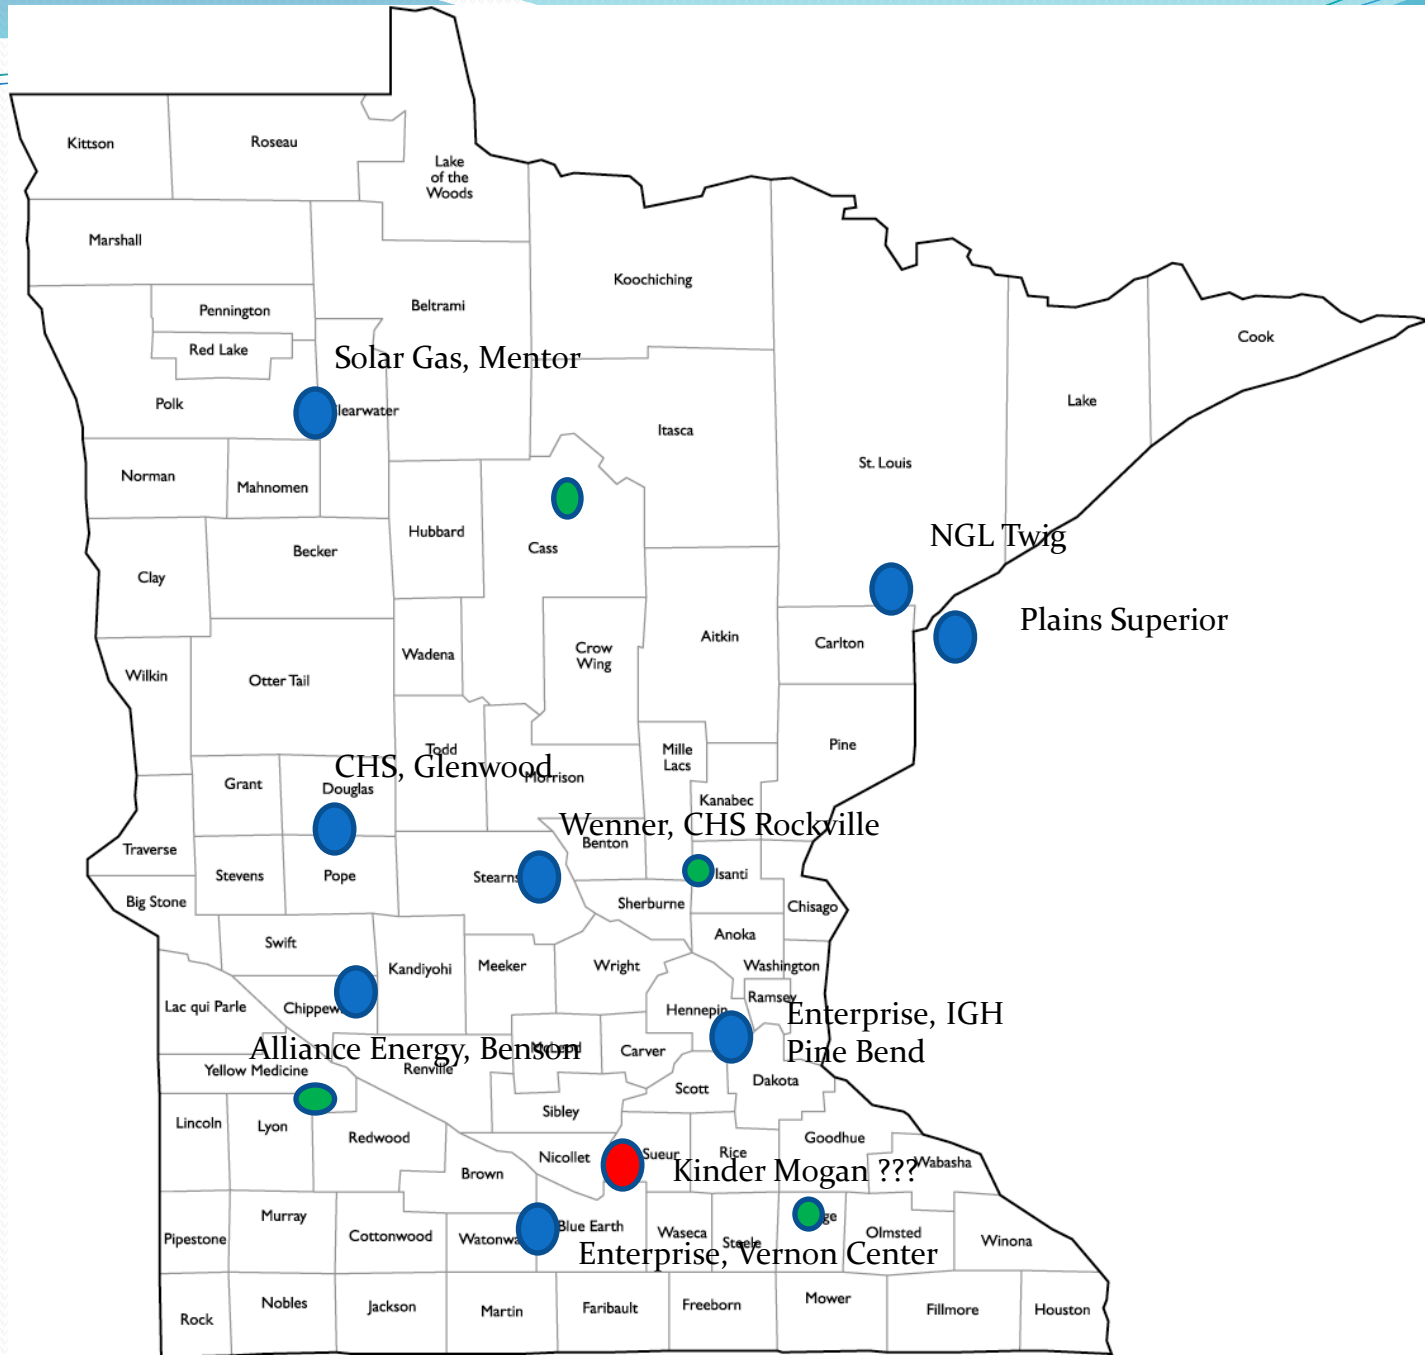 Kittson
Roseau
Lake
of the
Woods
Marshall
Koochiching
Pennington
Beltrami
Cook
Red Lake
Solar Gas, Mentor
Polk
learwater
Lake
Itasca
St. Louis
Norman
Mahnomen
Hubbard
NGL Twig
Becker
Cass
Clay
Plains Superior
Aitkin
Carlton
Wadena
Crow
Wing
Wilkin
Otter Tail
Pine
Todd
Mille
Lacs
CHS, Glenwood
Morrison
Grant
Douglas
Kanabec
Wenner, CHS Rockville
Benton
Traverse
Stevens
Pope
Stearns
Isanti
Big Stone
Sherburne
Chisago
Anoka
Swift
Kandiyohi
Meeker
Wright
Washington
Ramsey
Lac qui Parle
Chippew
Hennepin
Enterprise, IGH
Pine Bend
Alliance Energy, Benson
McLeod
Carver
Yellow Medicine
Renville
Scott
Dakota
Sibley
Lincoln
Lyon
Redwood
Goodhue
Nicollet
Sueur
Rice
Wabasha
Kinder Mogan ???
Brown
Murray
ge
Pipestone
Cottonwood
Watonw
Blue Earth
Waseca
Steele
Olmsted
Winona
Enterprise, Vernon Center
Rock
Nobles
Jackson
Martin
Faribault
Freeborn
Mower
Fillmore
Houston